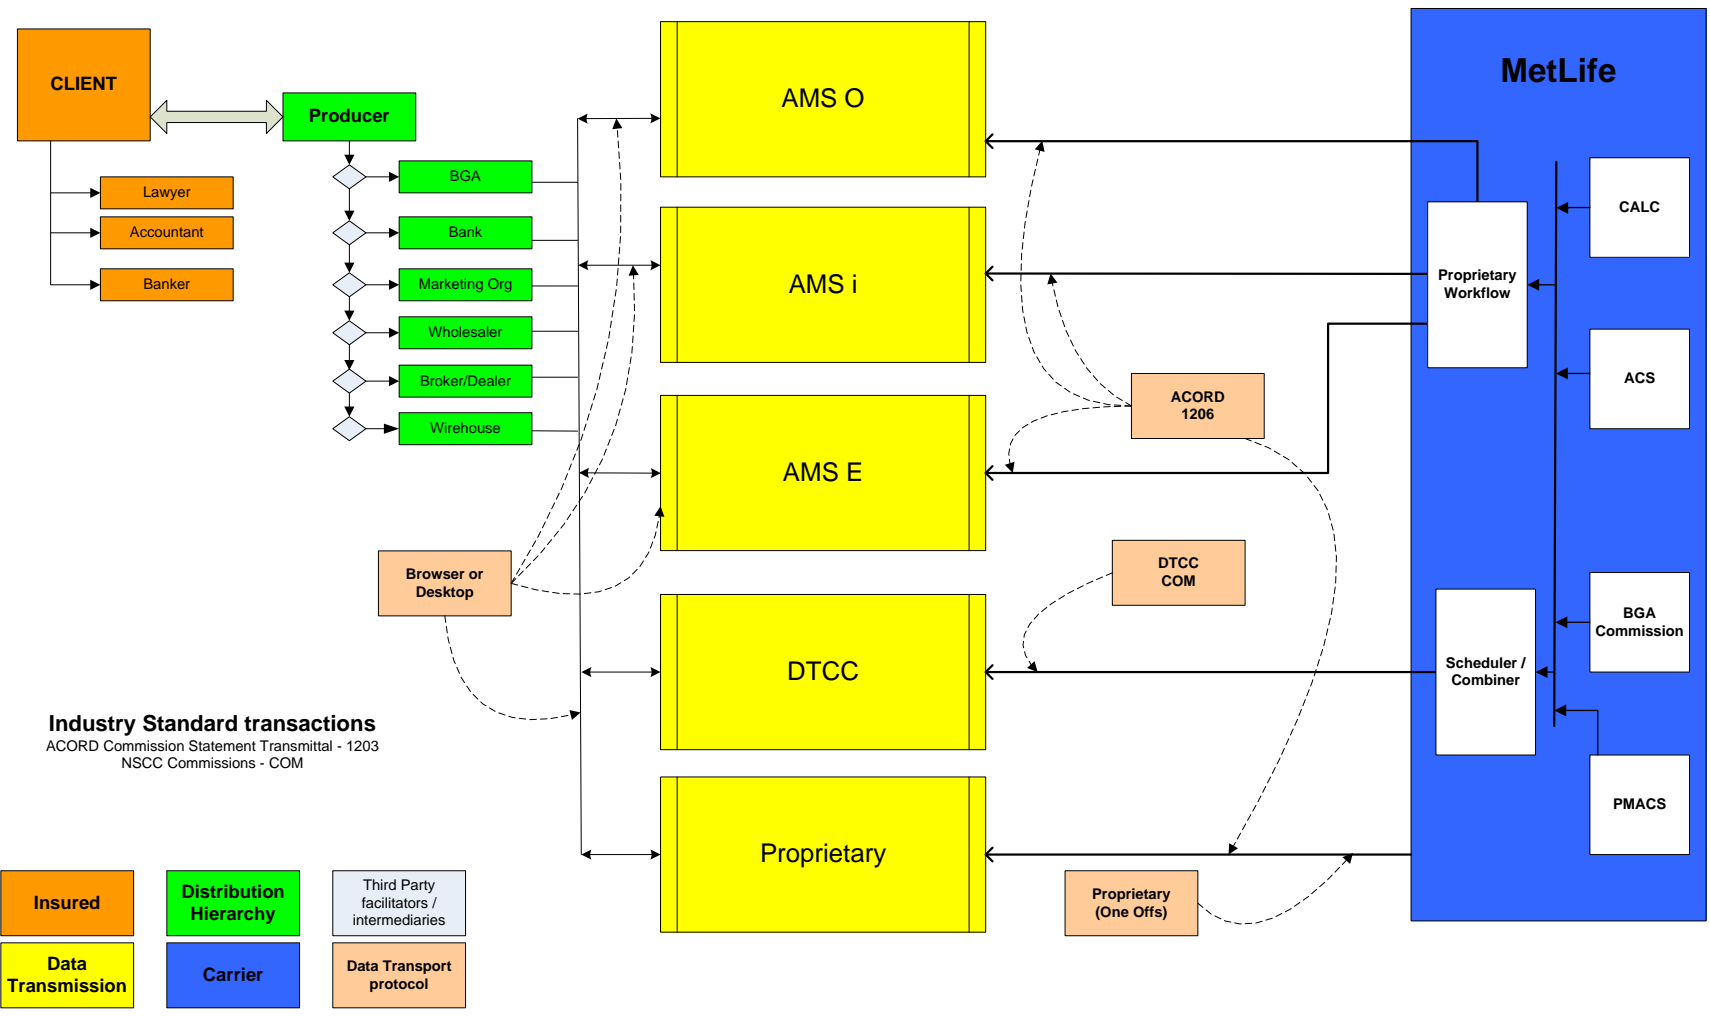 CLIENT
Producer
Lawyer
Accountant
Banker
BGA
Bank
Marketing Org
Wholesaler
Broker/Dealer
Wirehouse
AMS O
AMS i
AMS E
DTCC
Proprietary
Browser or
Desktop
ACORD
1206
DTCC
COM
Proprietary
(One Offs)
MetLife
Proprietary
Workflow
Scheduler /
Combiner
CALC
ACS
BGA
Commission
PMACS
Industry Standard transactions
ACORD Commission Statement Transmittal - 1203
NSCC Commissions - COM
Insured
Distribution
Hierarchy
Third Party
facilitators /
intermediaries
Data
Transmission
Carrier
Data Transport
protocol